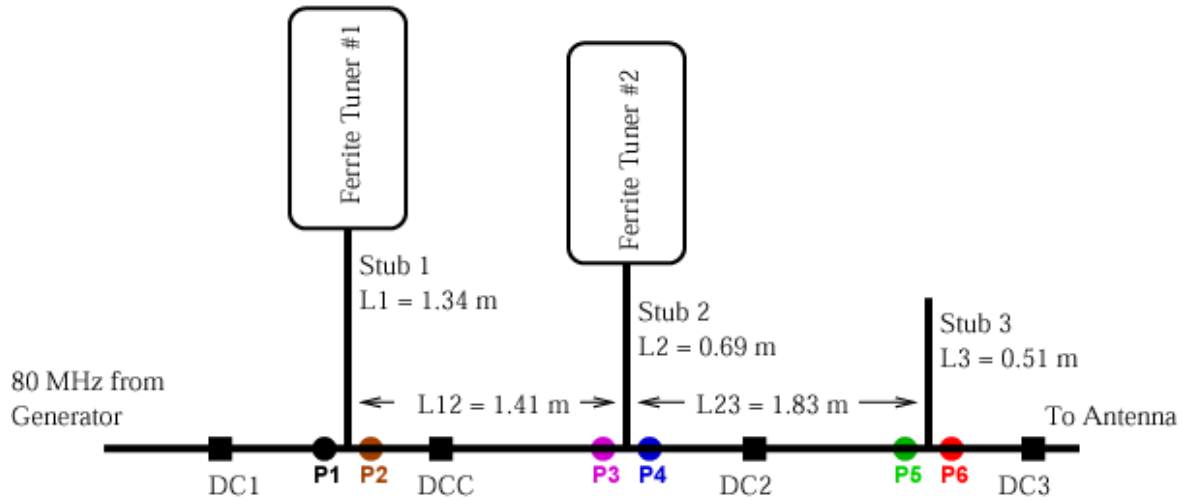 Ferrite Tuner #1
Ferrite Tuner #2
Stub 1
L1 = 1.34 m
Stub 2
L2 = 0.69 m
Stub 3
L3 = 0.51 m
80 MHz from
Generator
L12 = 1.41 m
L23 = 1.83 m
To Antenna
P1
P2
P3
P4
P5
P6
DC1
DCC
DC2
DC3